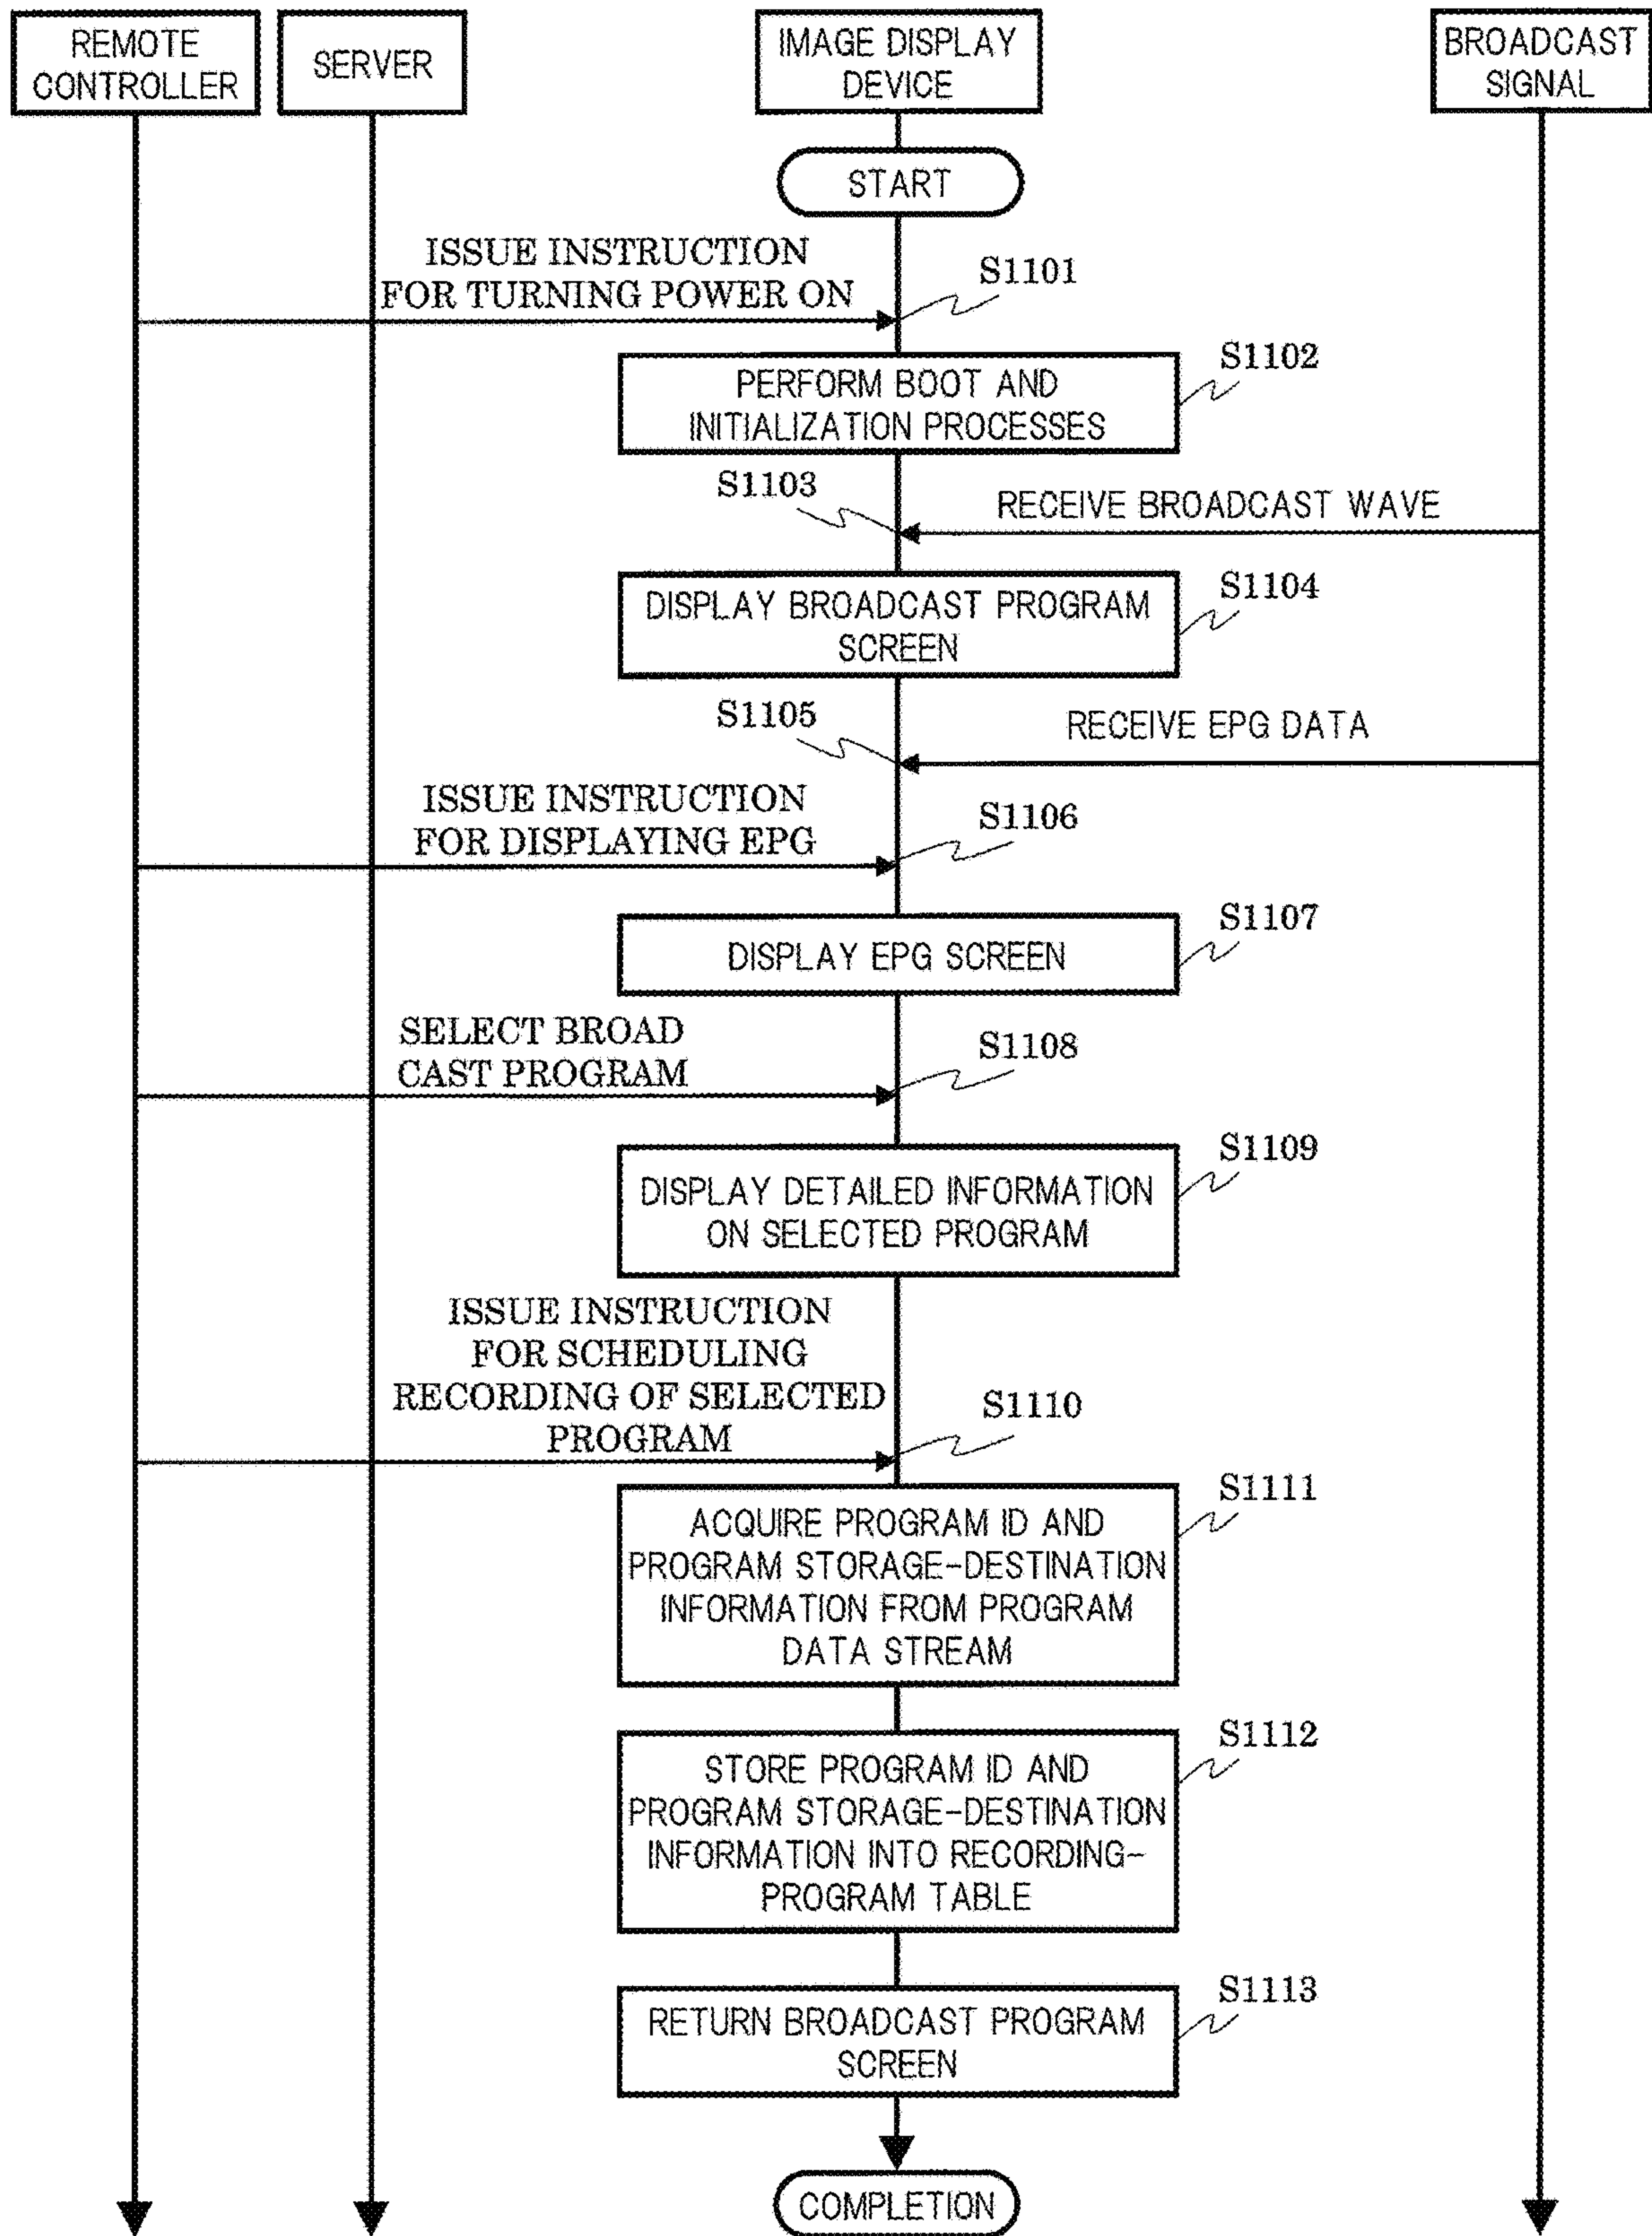 REMOTE
CONTROLLER
SERVER
IMAGE DISPLAY
DEVICE
BROADCAST
SIGNAL
START
ISSUE INSTRUCTION
FOR TURNING POWER ON
S1101
PERFORM BOOT AND
INITIALIZATION PROCESSES
S1102
S1103
RECEIVE BROADCAST WAVE
DISPLAY BROADCAST PROGRAM
SCREEN
S1104
S1105
RECEIVE EPG DATA
ISSUE INSTRUCTION
FOR DISPLAYING EPG
S1106
DISPLAY EPG SCREEN
S1107
SELECT BROAD
CAST PROGRAM
S1108
DISPLAY DETAILED INFORMATION
ON SELECTED PROGRAM
S1109
ISSUE INSTRUCTION
FOR SCHEDULING
RECORDING OF SELECTED
PROGRAM
S1110
ACQUIRE PROGRAM ID AND
PROGRAM STORAGE-DESTINATION
INFORMATION FROM PROGRAM
DATA STREAM
S1111
STORE PROGRAM ID AND
PROGRAM STORAGE-DESTINATION
INFORMATION INTO RECORDING-
PROGRAM TABLE
S1112
RETURN BROADCAST PROGRAM
SCREEN
S1113
COMPLETION